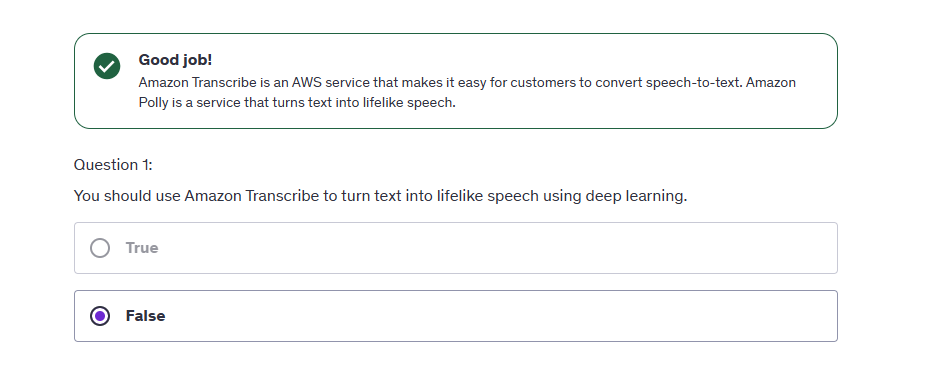 Good job!
Amazon Transcribe is an AWS service that makes it easy for customers to convert speech-to-text. Amazon
Polly is a service that turns text into lifelike speech.
Question 1:
You should use Amazon Transcribe to turn text into lifelike speech using deep learning.
True
False